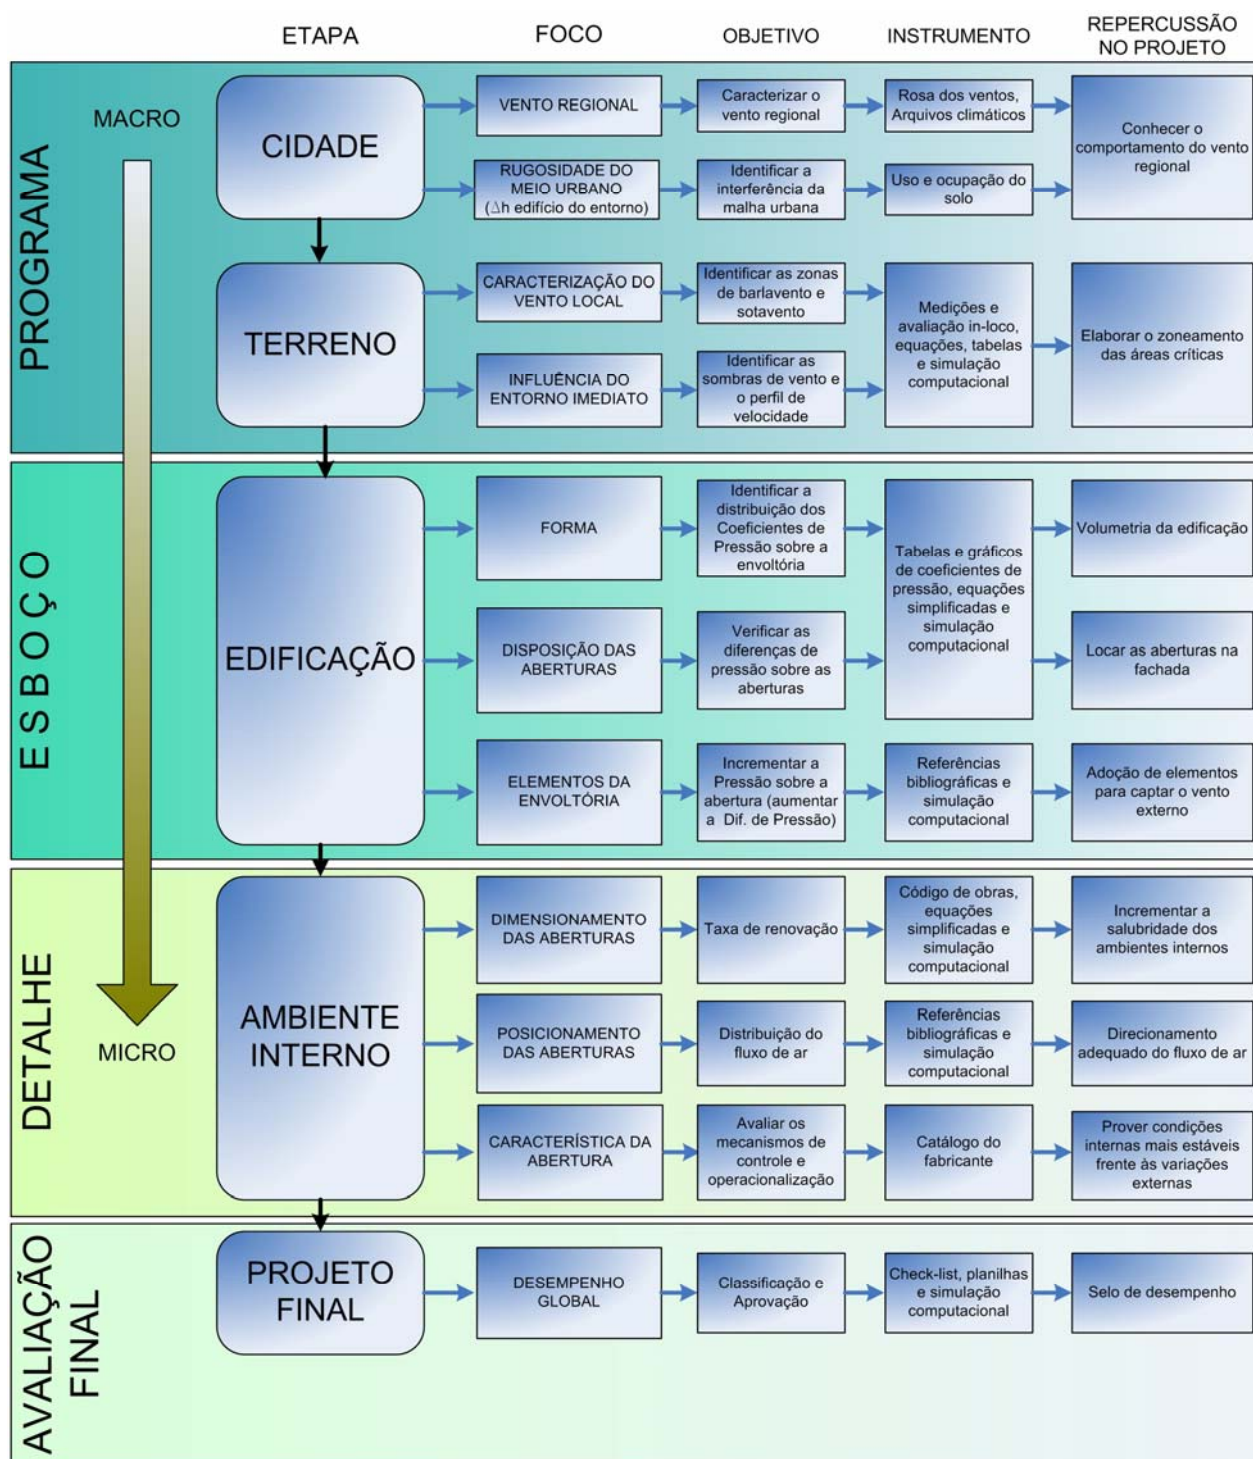 ETAPA
FOCO
OBJETIVO
INSTRUMENTO
REPERCUSSÃO
NO PROJETO
PROGRAMA
MACRO
CIDADE
VENTO REGIONAL
Caracterizar o
vento regional
Rosa dos ventos,
Arquivos climáticos
Conhecer o
comportamento do vento
regional
RUGOSIDADE DO
MEIO URBANO
(Δh edifício do entorno)
Identificar a
interferência da
malha urbana
Uso e ocupação do
solo
TERRENO
CARACTERIZAÇÃO DO
VENTO LOCAL
Identificar as zonas
de barlavento e
sotavento
Medições e
avaliação in-loco,
equações, tabelas
e simulação
computacional
Elaborar o zoneamento
das áreas críticas
INFLUÊNCIA DO
ENTORNO IMEDIATO
Identificar as
sombras de vento e
o perfil de
velocidade
ESBOÇO
EDIFICAÇÃO
FORMA
Identificar a
distribuição dos
Coeficientes de
Pressão sobre a
envoltória
Tabelas e gráficos
de coeficientes de
pressão, equações
simplificadas e
simulação
computacional
Volumetria da edificação
DISPOSIÇÃO DAS
ABERTURAS
Verificar as
diferenças de
pressão sobre as
aberturas
Locar as aberturas na
fachada
ELEMENTOS DA
ENVOLTÓRIA
Incrementar a
Pressão sobre a
abertura (aumentar
a Dif. de Pressão)
Referências
bibliográficas e
simulação
computacional
Adoção de elementos
para captar o vento
externo
DETALHE
MICRO
AMBIENTE
INTERNO
DIMENSIONAMENTO
DAS ABERTURAS
Taxa de renovação
Código de obras,
equações
simplificadas e
simulação
computacional
Incrementar a
salubridade dos
ambientes internos
POSICIONAMENTO
DAS ABERTURAS
Distribuição do
fluxo de ar
Referências
bibliográficas e
simulação
computacional
Direcionamento
adequado do fluxo de ar
CARACTERÍSTICA DA
ABERTURA
Avaliar os
mecanismos de
controle e
operacionalização
Catálogo do
fabricante
Prover condições
internas mais estáveis
frente às variações
externas
AVALIAÇÃO
FINAL
PROJETO
FINAL
DESEMPENHO
GLOBAL
Classificação e
Aprovação
Check-list, planilhas
e simulação
computacional
Selo de desempenho